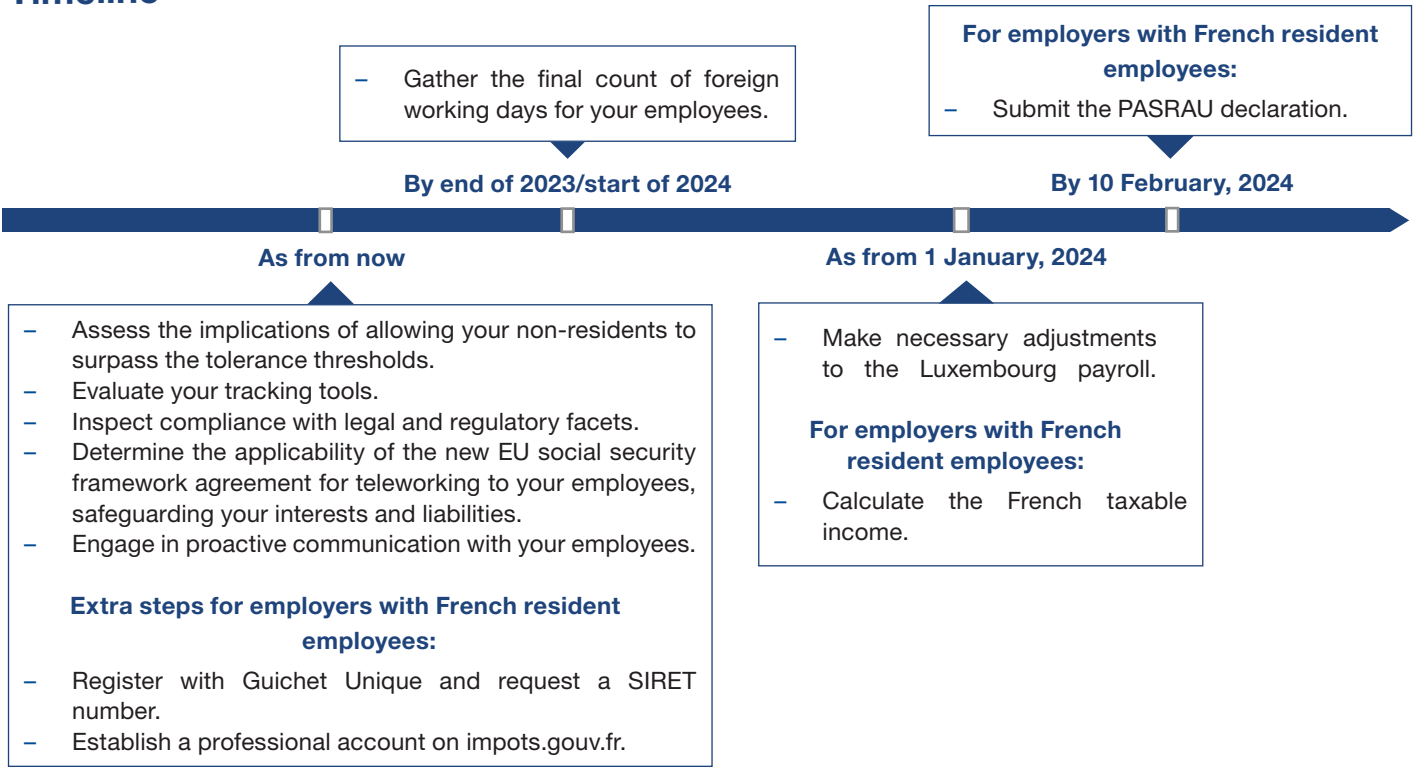 Timeline
– Gather the final count of foreign
working days for your employees.
For employers with French resident
employees:
– Submit the PASRAU declaration.
By end of 2023/start of 2024
By 10 February, 2024
As from now
As from 1 January, 2024
– Assess the implications of allowing your non-residents to
surpass the tolerance thresholds.
– Evaluate your tracking tools.
– Inspect compliance with legal and regulatory facets.
– Determine the applicability of the new EU social security
framework agreement for teleworking to your employees,
safeguarding your interests and liabilities.
– Engage in proactive communication with your employees.
Extra steps for employers with French resident
employees:
– Register with Guichet Unique and request a SIRET
number.
– Establish a professional account on impots.gouv.fr.
– Make necessary adjustments
to the Luxembourg payroll.
For employers with French
resident employees:
– Calculate the French taxable
income.